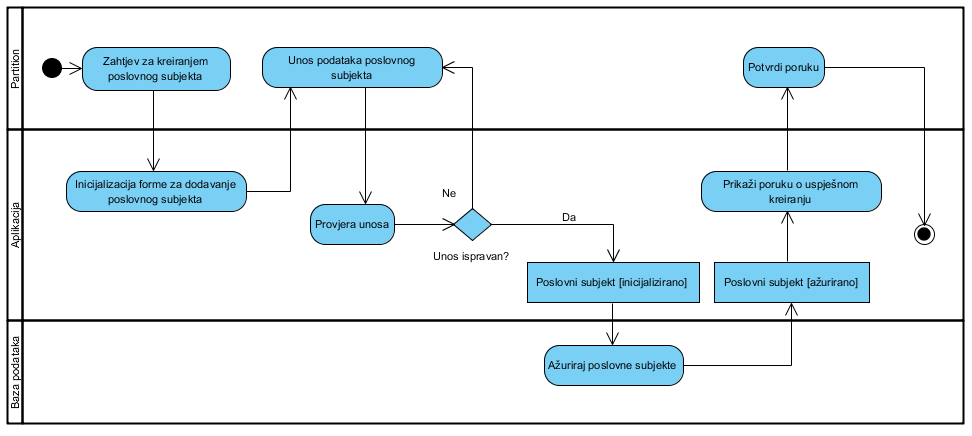 Partition
Zahtjev za kreiranjem
poslovnog subjekta
Unos podataka poslovnog
subjekta
Potvrdi poruku
Aplikacija
Inicijalizacija forme za dodavanje
poslovnog subjekta
Provjera unosa
Ne
Unos ispravan?
Da
Poslovni subjekt [inicijalizirano]
Poslovni subjekt [ažurirano]
Prikaži poruku o uspješnom
kreiranju
Baza podataka
Ažuriraj poslovne subjekte